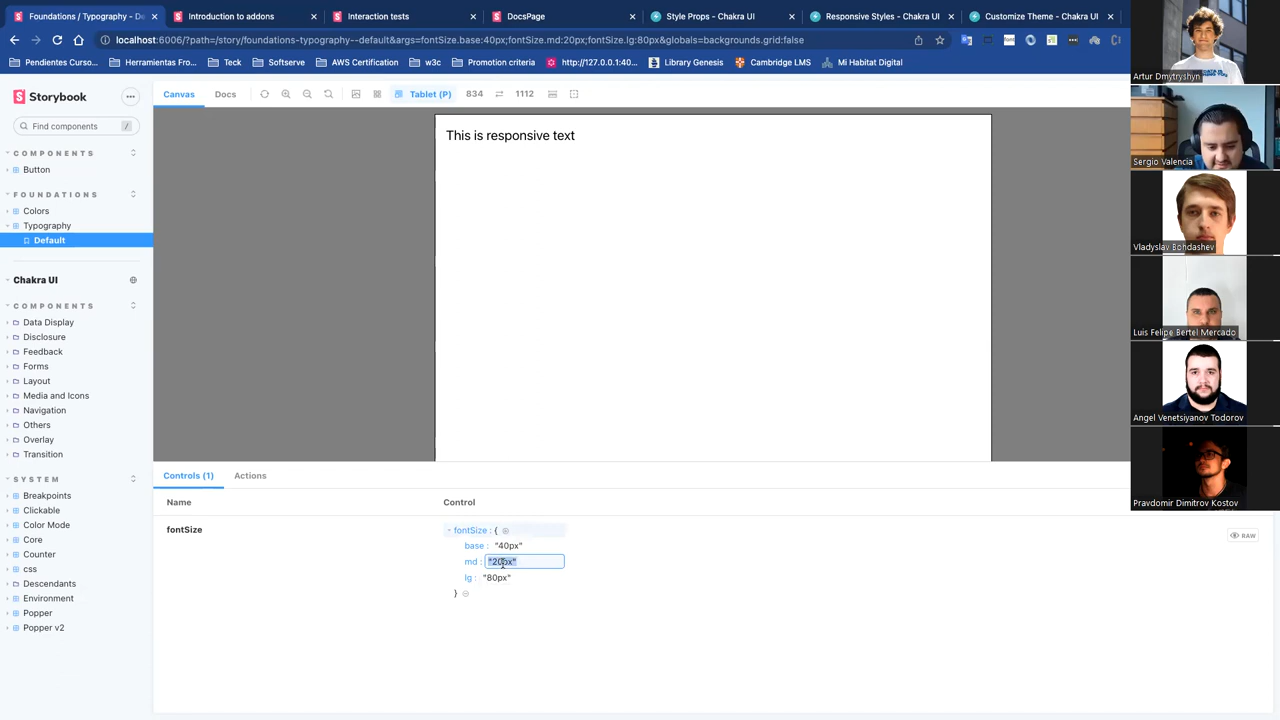 Foundations / Typography - De
Introduction to addons
Interaction tests
DocsPage
Style Props - Chakra UI
Responsive Styles - Chakra UI
Customize Theme - Chakra UI
localhost:6006/?path=/story/foundations-typography--default&args=fontSize.base:40px;fontSize.md:20px;fontSize.lg:80px&globals=backgrounds.grid:false
Pendientes Curso...
Herramientas Fro...
Teck
Softserve
AWS Certification
w3c
Promotion criteria
http://127.0.0.1:40...
Library Genesis
Cambridge LMS
Mi Habitat Digital
Storybook
Find components
/
COMPONENTS
Button
FOUNDATIONS
Colors
Typography
Default
Chakra UI
COMPONENTS
Data Display
Disclosure
Feedback
Forms
Layout
Media and Icons
Navigation
Others
Overlay
Transition
SYSTEM
Breakpoints
Clickable
Color Mode
Core
Counter
css
Descendants
Environment
Popper
Popper v2
Canvas
Docs
Tablet (P)
834
1112
This is responsive text
Controls (1)
Actions
Name
Control
fontSize
fontSize : {
base : "40px"
md : "20px"
lg : "80px"
}
RAW
Artur Dmytryshyn
Sergio Valencia
Vladyslav Bohdashev
Luis Felipe Bertel Mercado
Angel Venetsiyanov Todorov
Pravdomir Dimitrov Kostov